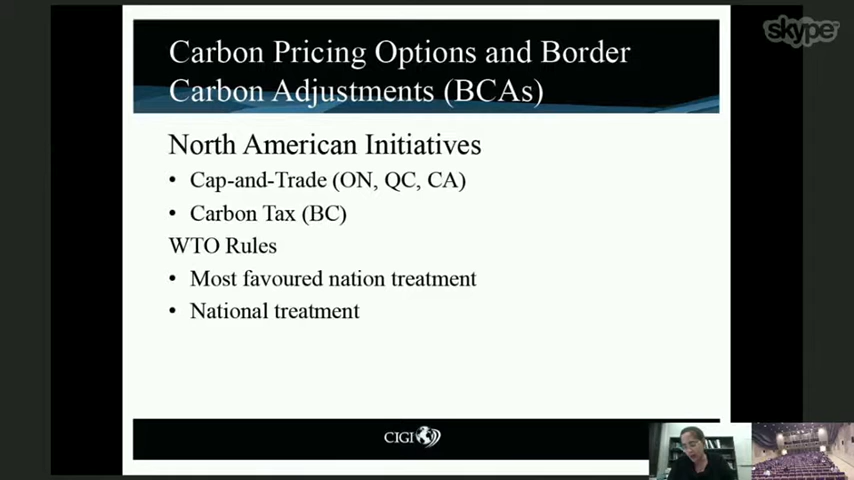 skype
Carbon Pricing Options and Border
Carbon Adjustments (BCAs)
North American Initiatives
• Cap-and-Trade (ON, QC, CA)
• Carbon Tax (BC)
WTO Rules
• Most favoured nation treatment
• National treatment
CIGI